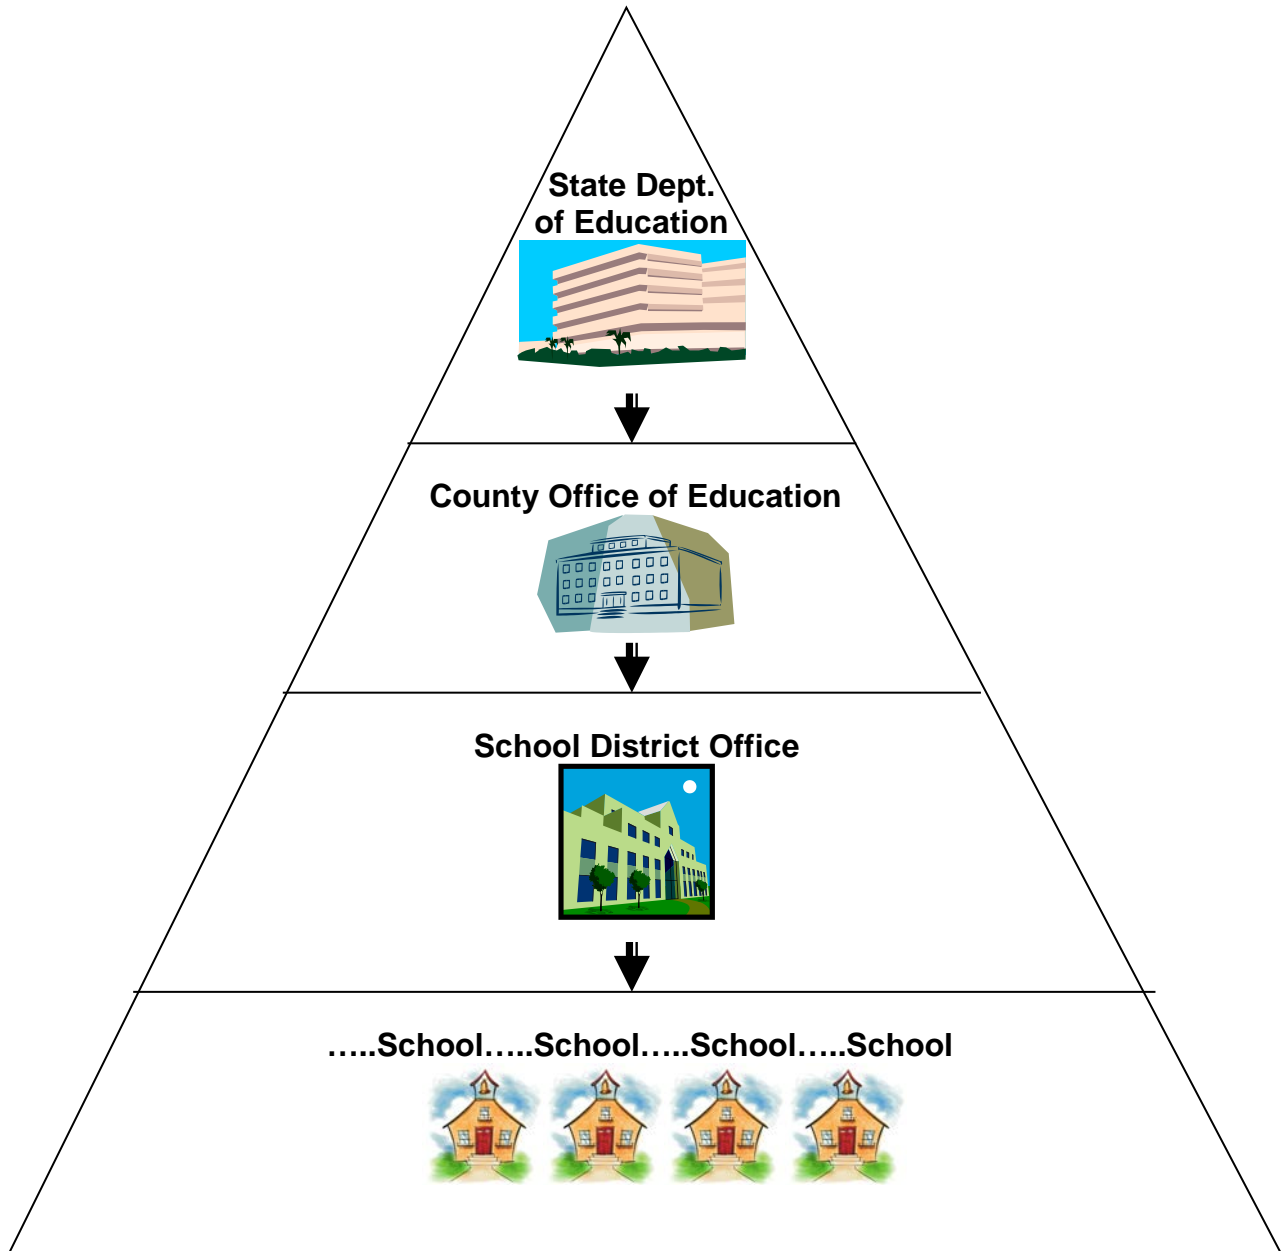 State Dept.
of Education
County Office of Education
School District Office
…..School…..School…..School…..School